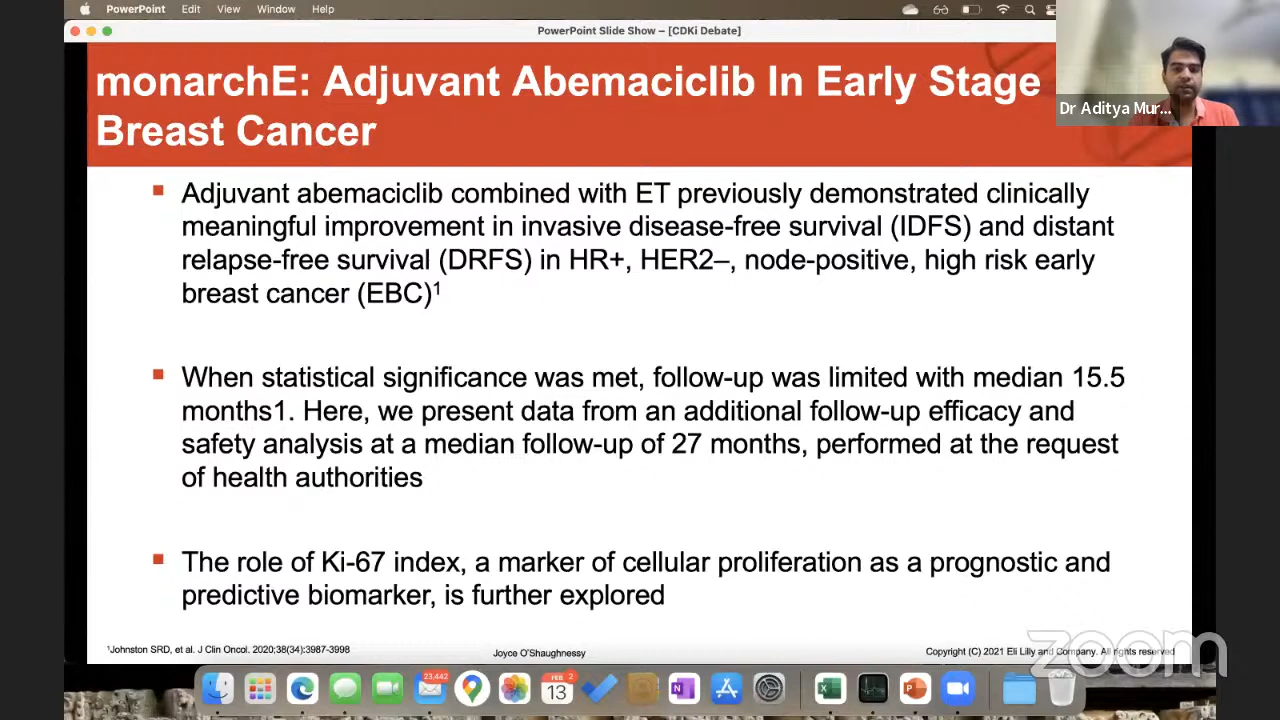 PowerPoint Edit View Window Help
PowerPoint Slide Show – [CDKi Debate]
monarchE: Adjuvant Abemaciclib In Early Stage
Breast Cancer
Dr Aditya Mur...
Adjuvant abemaciclib combined with ET previously demonstrated clinically
meaningful improvement in invasive disease-free survival (IDFS) and distant
relapse-free survival (DRFS) in HR+, HER2–, node-positive, high risk early
breast cancer (EBC)¹
When statistical significance was met, follow-up was limited with median 15.5
months1. Here, we present data from an additional follow-up efficacy and
safety analysis at a median follow-up of 27 months, performed at the request
of health authorities
The role of Ki-67 index, a marker of cellular proliferation as a prognostic and
predictive biomarker, is further explored
¹Johnston SRD, et al. J Clin Oncol. 2020;38(34):3987-3998
Joyce O'Shaughnessy
Copyright (C) 2021 Eli Lilly and Company. All rights reserved
zoom
23,442
FEB 2
13